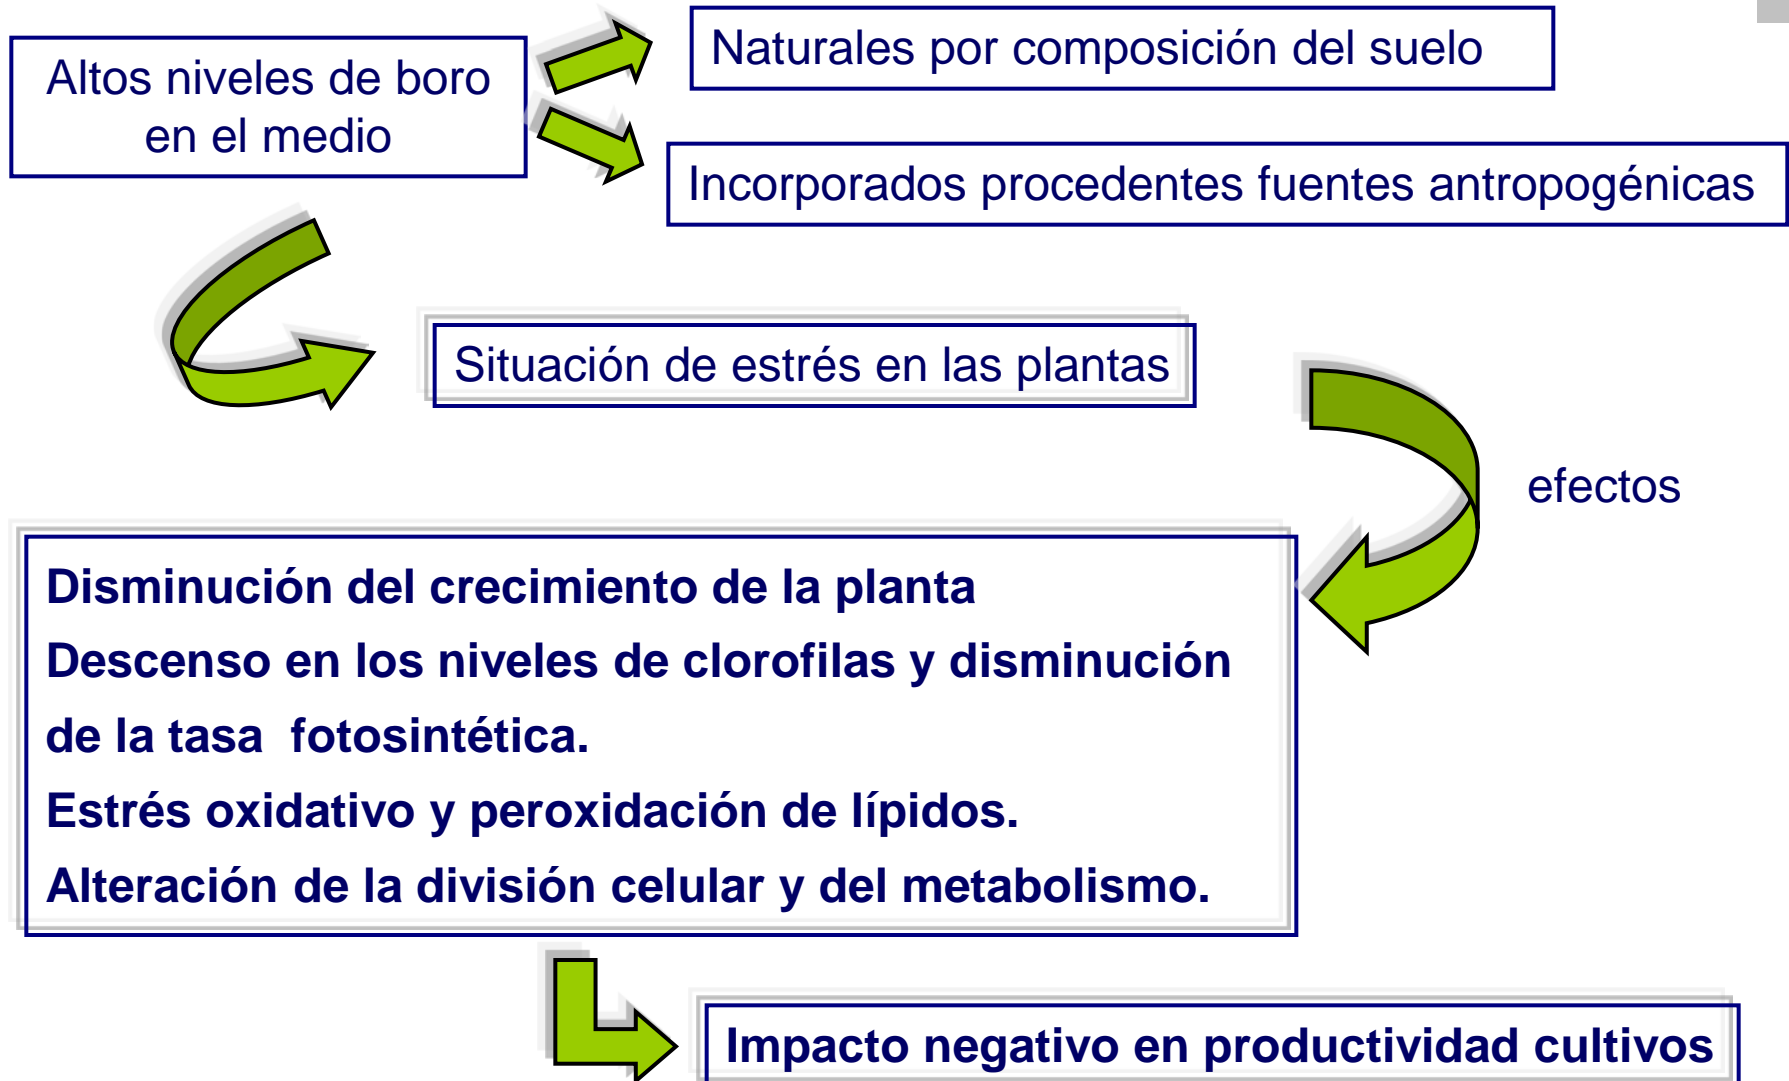 Altos niveles de boro
en el medio
Naturales por composición del suelo
Incorporados procedentes fuentes antropogénicas
Situación de estrés en las plantas
efectos
Disminución del crecimiento de la planta
Descenso en los niveles de clorofilas y disminución
de la tasa fotosintética.
Estrés oxidativo y peroxidación de lípidos.
Alteración de la división celular y del metabolismo.
Impacto negativo en productividad cultivos